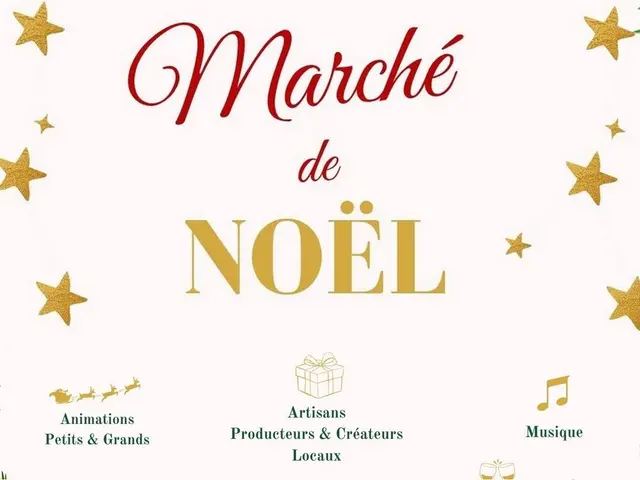 Marché
de
NOËL
Animations
Petits & Grands
Artisans
Producteurs & Créateurs
Locaux
Musique